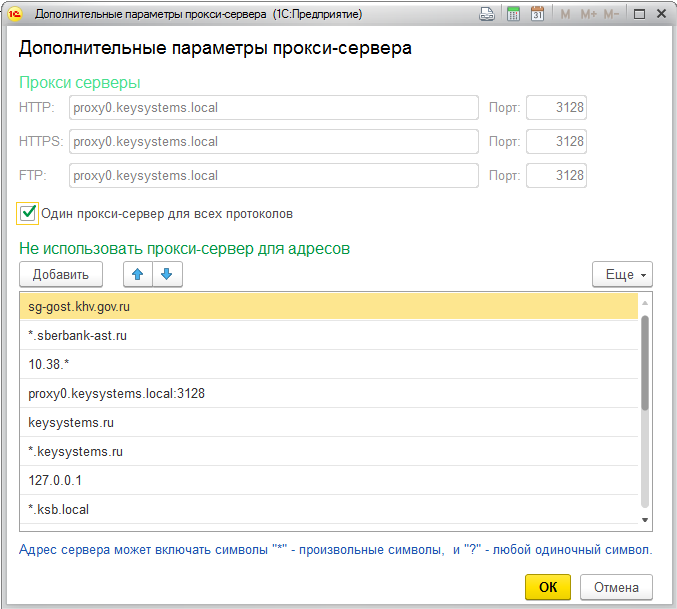 Дополнительные параметры прокси-сервера (1С:Предприятие) 31 M M+ M-
Дополнительные параметры прокси-сервера
Прокси серверы
HTTP: proxy0.keysystems.local Порт: 3128
HTTPS: proxy0.keysystems.local Порт: 3128
FTP: proxy0.keysystems.local Порт: 3128
Один прокси-сервер для всех протоколов
Не использовать прокси-сервер для адресов
Добавить Еще
sg-gost.khv.gov.ru
*.sberbank-ast.ru
10.38.*
proxy0.keysystems.local:3128
keysystems.ru
*.keysystems.ru
127.0.0.1
*.ksb.local
Адрес сервера может включать символы "*" - произвольные символы, и "?" - любой одиночный символ.
ОК Отмена